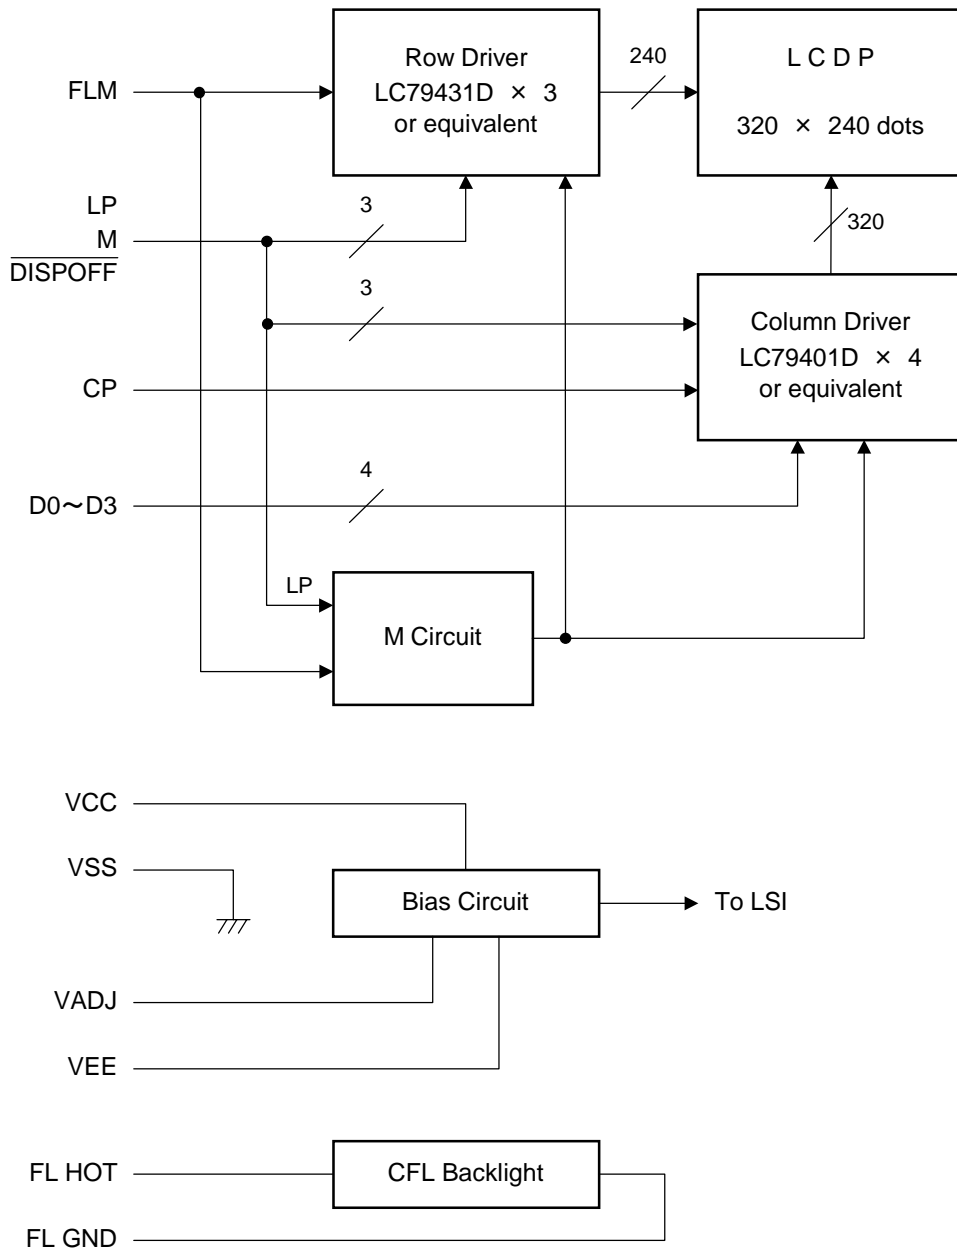 Row Driver
LC79431D × 3
or equivalent
240
L C D P
320 × 240 dots
FLM
LP
M
DISPOFF
3
320
3
Column Driver
LC79401D × 4
or equivalent
CP
4
D0～D3
LP
M Circuit
VCC
VSS
Bias Circuit
To LSI
VADJ
VEE
FL HOT
CFL Backlight
FL GND